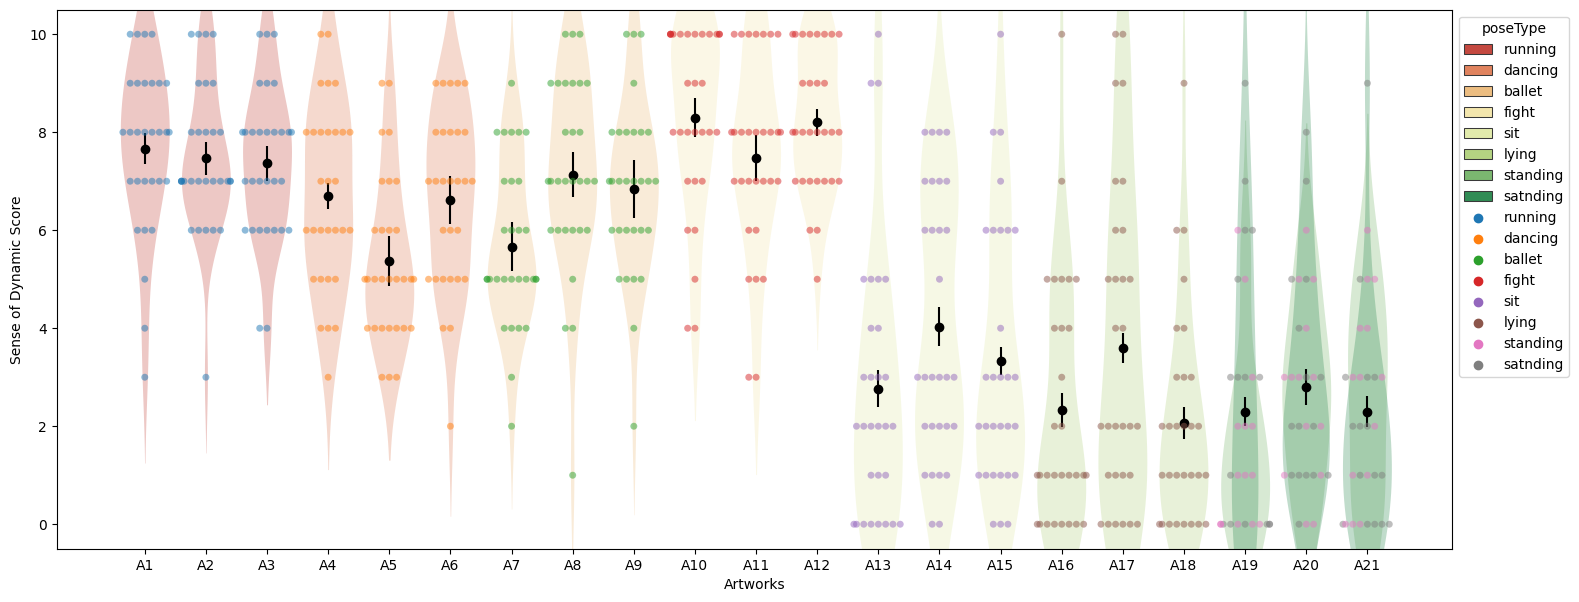 Sense of Dynamic Score
10
8
6
4
2
0
A1 A2 A3 A4 A5 A6 A7 A8 A9 A10 A11 A12 A13 A14 A15 A16 A17 A18 A19 A20 A21
Artworks
poseType
running
dancing
ballet
fight
sit
lying
standing
satnding
running
dancing
ballet
fight
sit
lying
standing
satnding